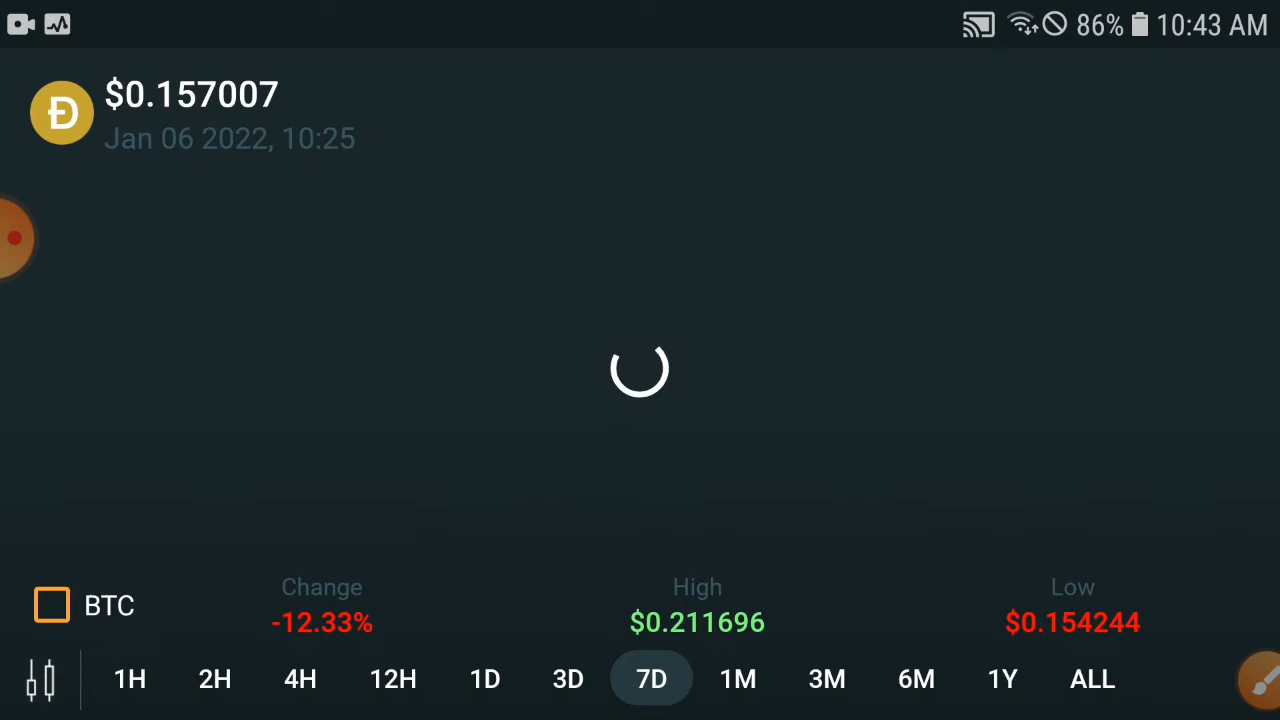 86% 10:43 AM
Ð $0.157007
Jan 06 2022, 10:25
BTC
Change High Low
-12.33% $0.211696 $0.154244
1H 2H 4H 12H 1D 3D 7D 1M 3M 6M 1Y ALL